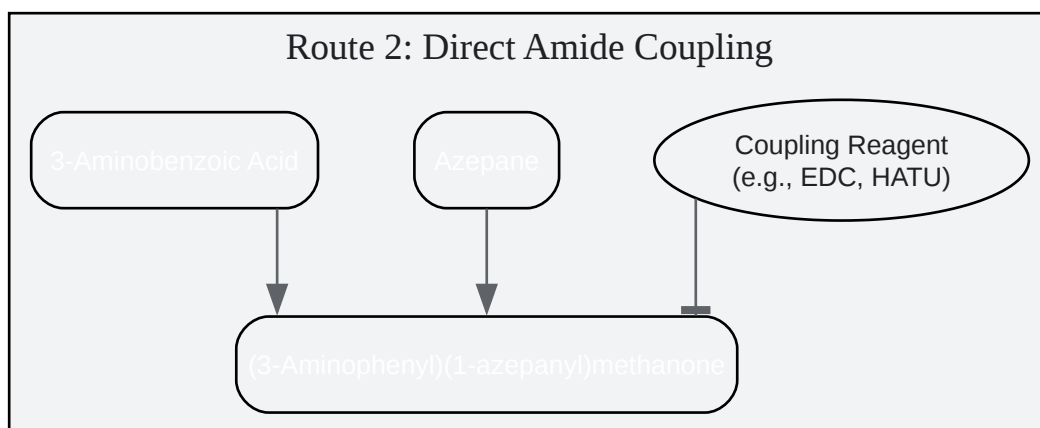 Route 2: Direct Amide Coupling
3-Aminobenzoic Acid
Azepane
Coupling Reagent
(e.g., EDC, HATU)
(3-Aminophenyl)(1-azepanyl)methanone